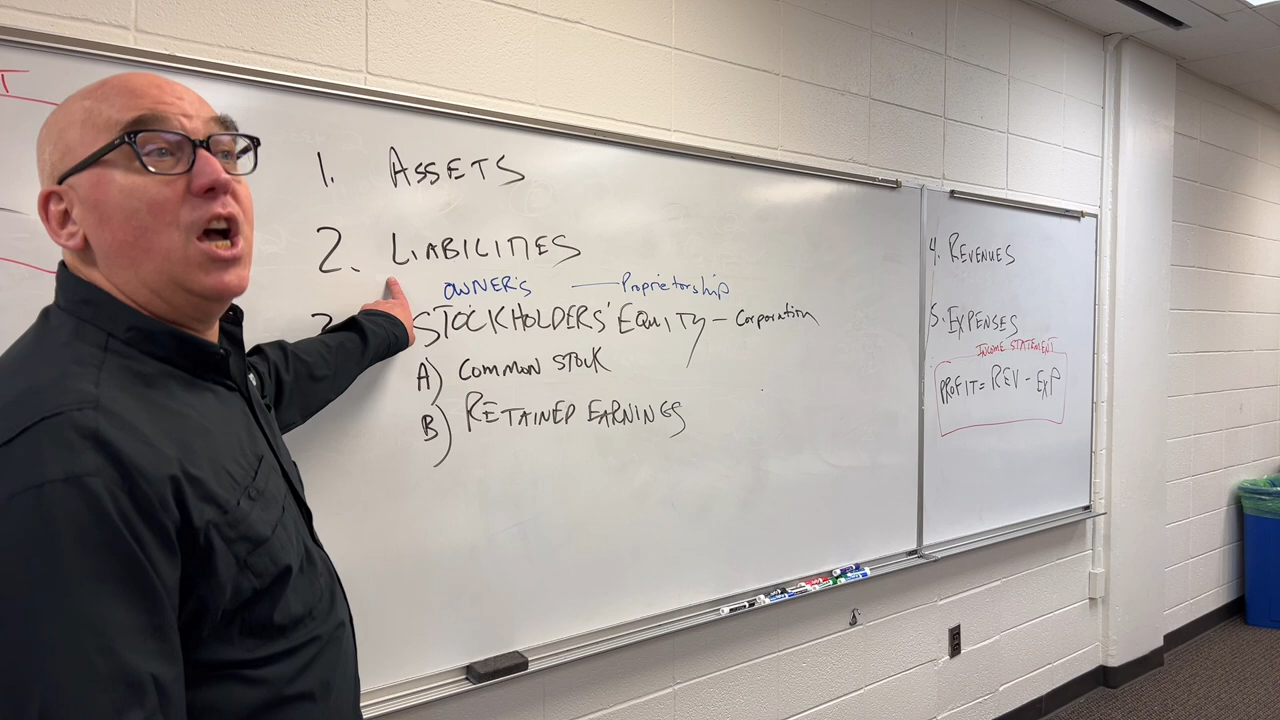 T
1. ASSETS
2. LIABILITIES
OWNER'S — Proprietorship
3. STOCKHOLDERS' EQUITY – Corporation
A) COMMON STOCK
B) RETAINED EARNINGS
4. REVENUES
5. EXPENSES
INCOME STATEMENT
PROFIT = REV - EXP